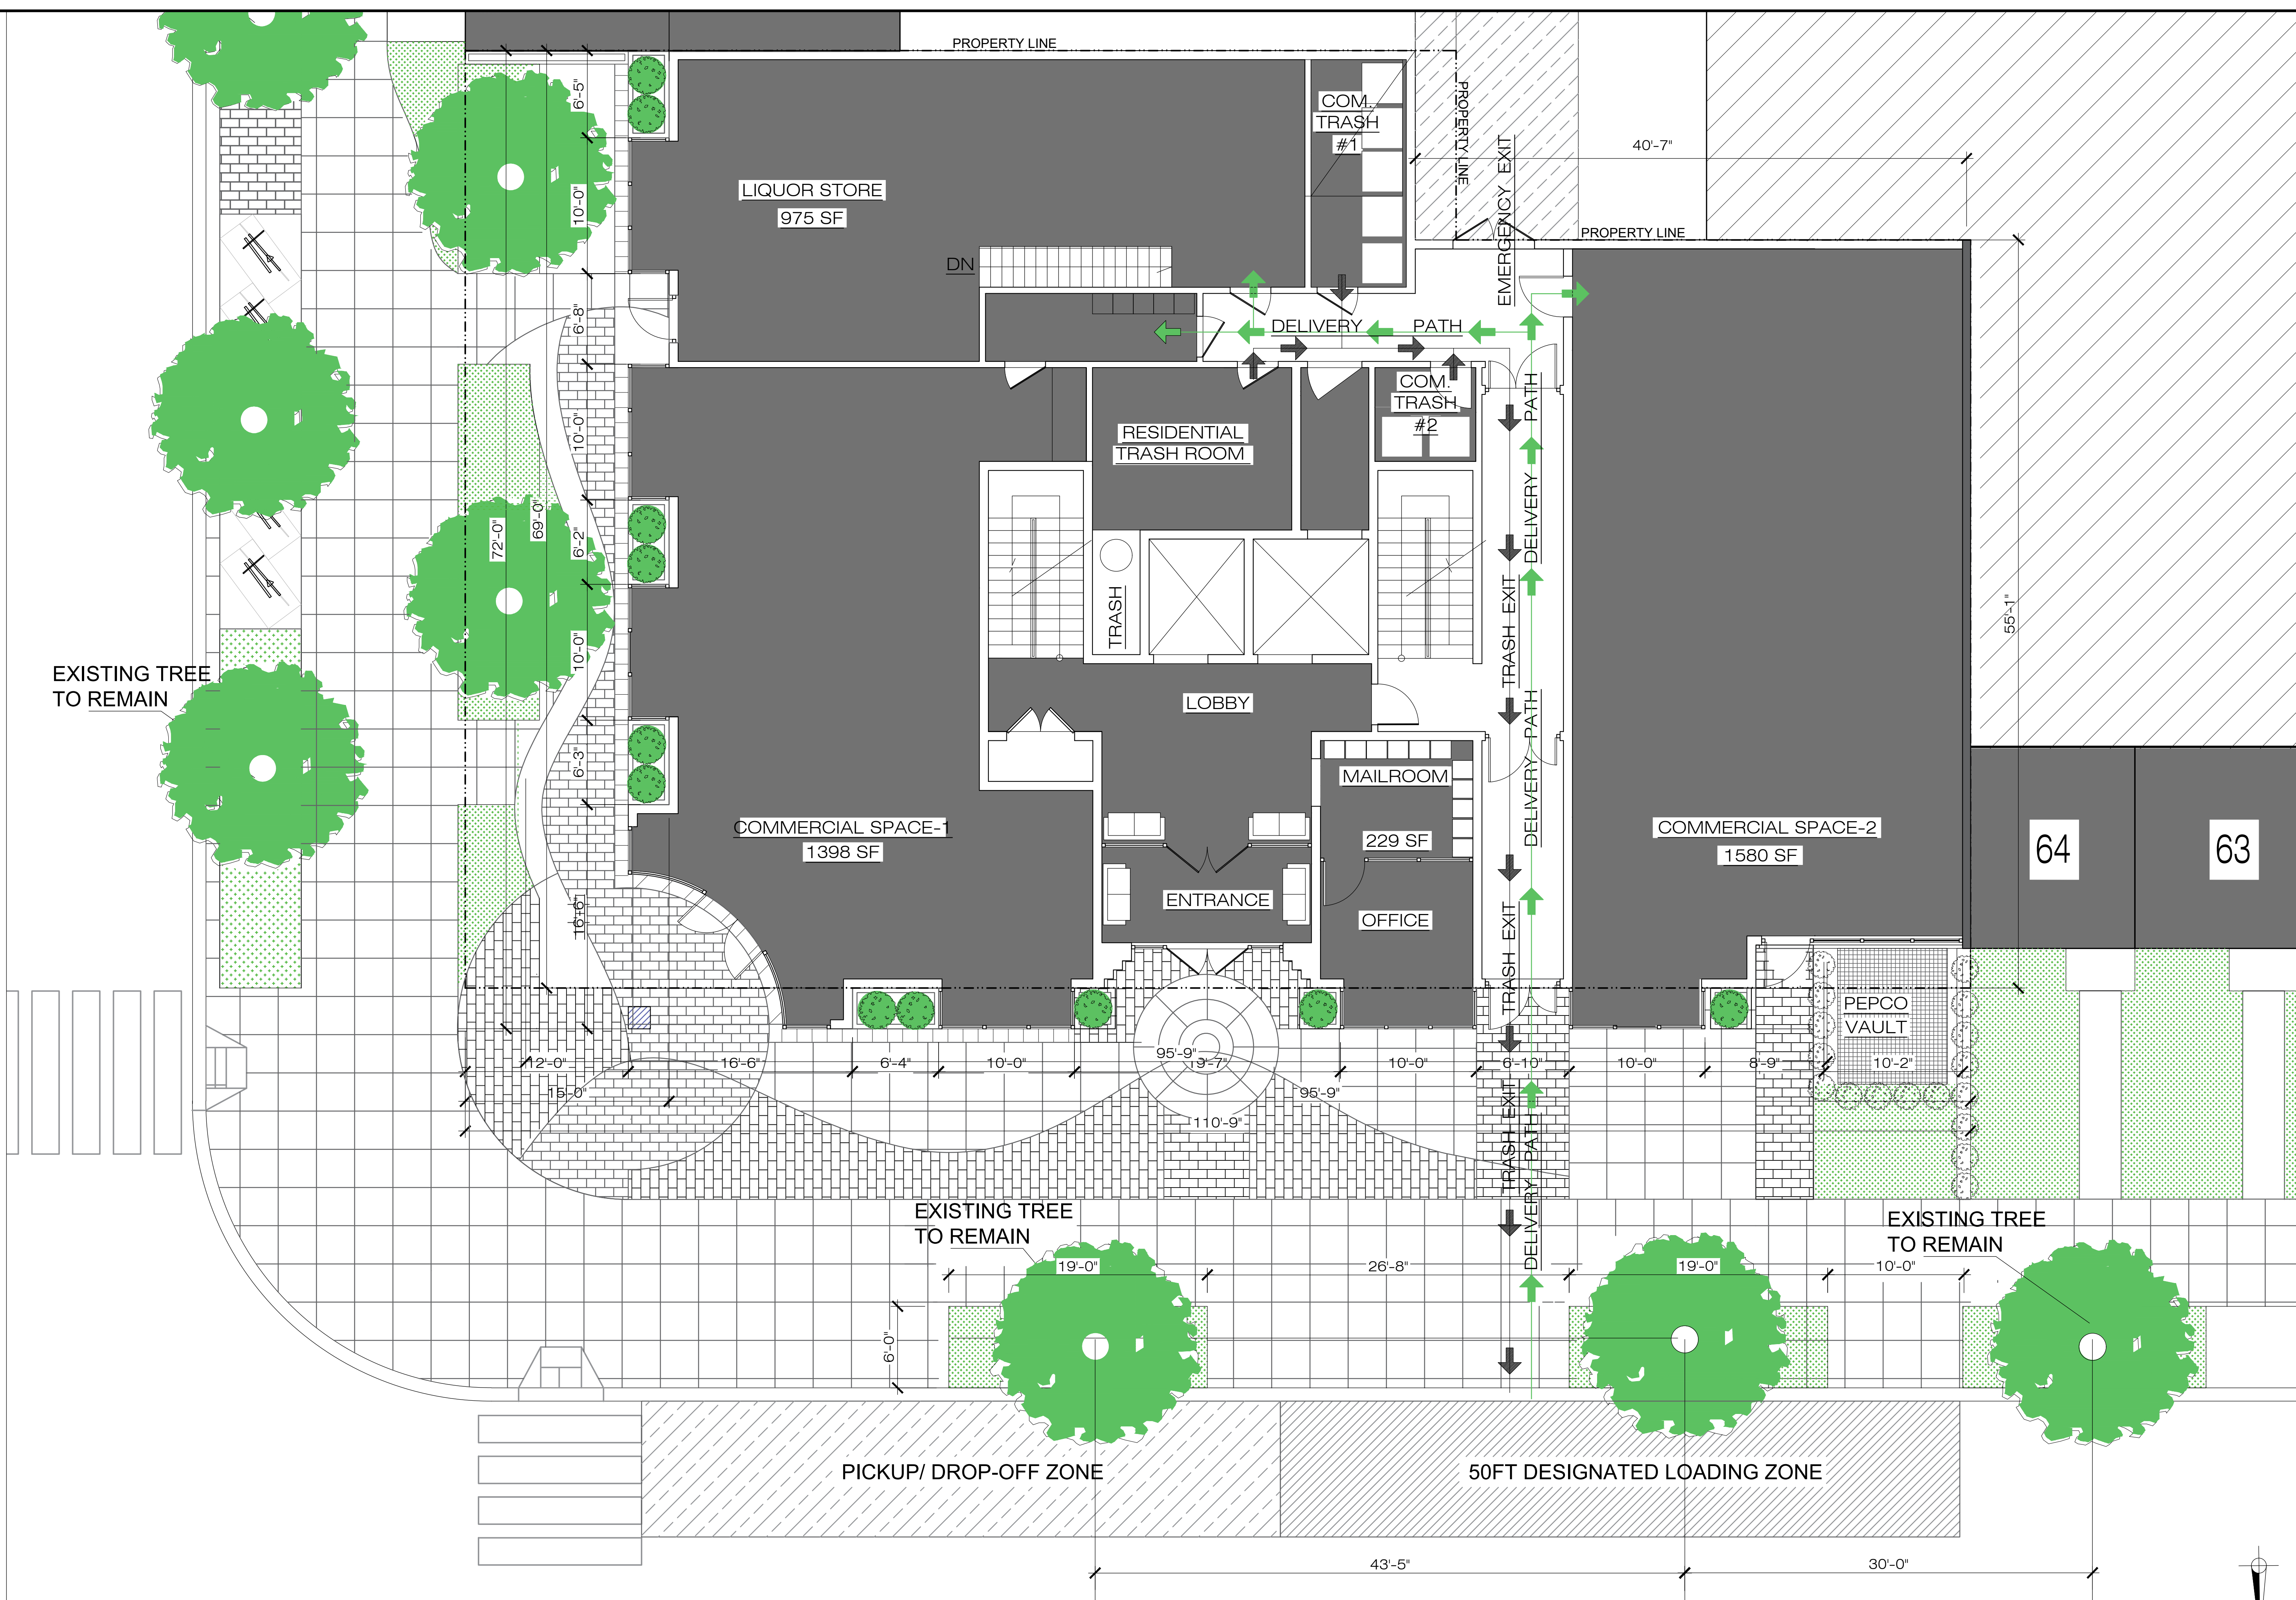 PROPERTY LINE
6'-5"
COM.
TRASH
#1
PROPERTY LINE
EMERGENCY EXIT
40'-7"
LIQUOR STORE
975 SF
10'-0"
PROPERTY LINE
DN
6'-8"
DELIVERY PATH
COM.
TRASH
#2
DELIVERY PATH
RESIDENTIAL
TRASH ROOM
10'-0"
72'-0"
69'-0"
6'-2"
TRASH
TRASH EXIT
55'-1"
10'-0"
EXISTING TREE
TO REMAIN
LOBBY
DELIVERY PATH
6'-3"
MAILROOM
COMMERCIAL SPACE-1
1398 SF
229 SF
COMMERCIAL SPACE-2
1580 SF
64
63
16'-6"
ENTRANCE
OFFICE
TRASH EXIT
PEPCO
VAULT
12'-0"
16'-6"
6'-4"
10'-0"
95'-9"
19'-7"
10'-0"
6'-10"
10'-0"
8'-9"
10'-2"
15'-0"
95'-9"
110'-9"
TRASH EXIT
DELIVERY PATH
EXISTING TREE
TO REMAIN
EXISTING TREE
TO REMAIN
19'-0"
26'-8"
19'-0"
10'-0"
6'-0"
PICKUP/ DROP-OFF ZONE
50FT DESIGNATED LOADING ZONE
43'-5"
30'-0"